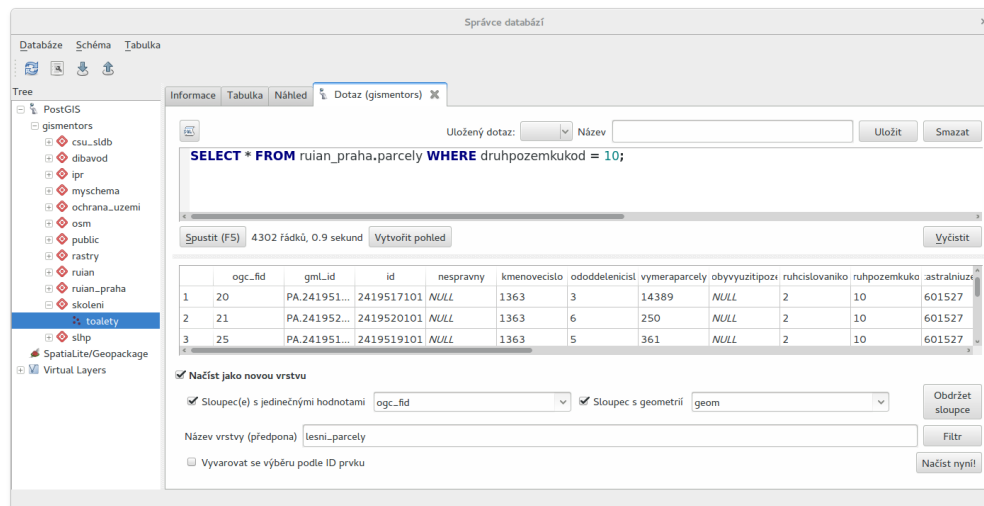 Správce databází
Databáze Schéma Tabulka
Tree
PostGIS
gismentors
csu_sldb
dibavod
ipr
myschema
ochrana_uzemi
osm
public
rastry
ruian
ruian_praha
skoleni
toalety
slhp
SpatiaLite/Geopackage
Virtual Layers
Informace Tabulka Náhled Dotaz (gismentors)
Uložený dotaz: Název Uložit Smazat
SELECT * FROM ruian_praha.parcely WHERE druhpozemkukod = 10;
Spustit (F5) 4302 řádků, 0.9 sekund Vytvořit pohled Vyčistit
ogc_fid gml_id id nespravny kmenovecislo ododdelenicisl vymeraparcely obyvyuzitipoze ruhcislovaniko ruhpozemkuko :astralniuze
1 20 PA.241951... 2419517101 NULL 1363 3 14389 NULL 2 10 601527
2 21 PA.241952... 2419520101 NULL 1363 6 250 NULL 2 10 601527
3 25 PA.241951... 2419519101 NULL 1363 5 361 NULL 2 10 601527
Načíst jako novou vrstvu
Sloupec(e) s jedinečnými hodnotami ogc_fid Sloupec s geometrií geom Obdržet sloupce
Název vrstvy (předpona) lesni_parcely Filtr
Vyvarovat se výběru podle ID prvku Načíst nyní!